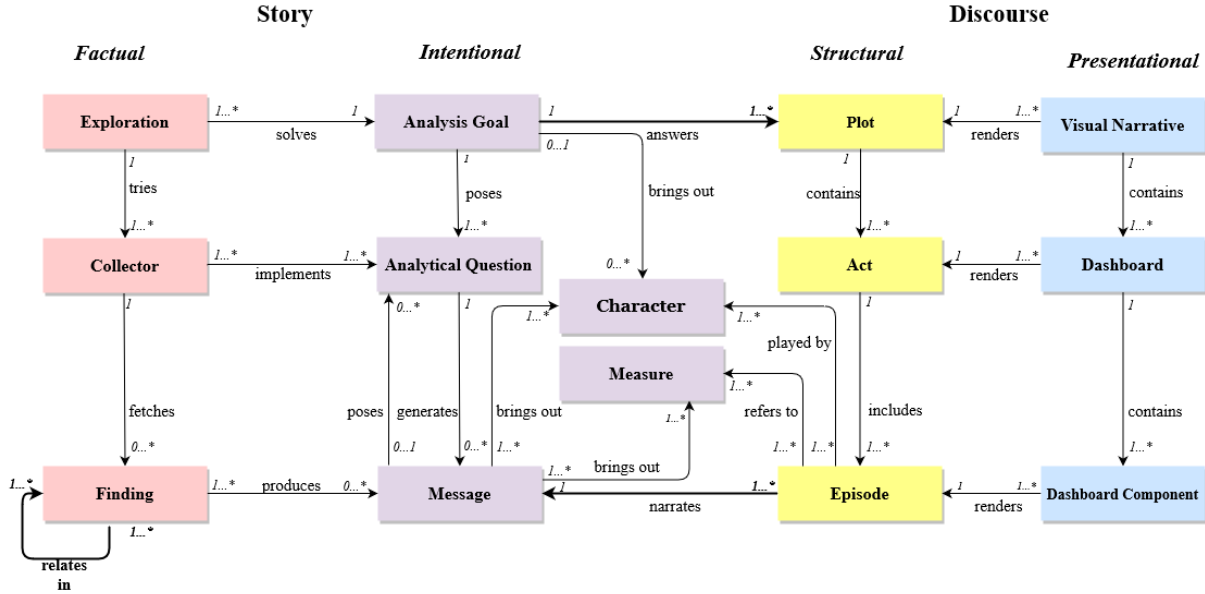 Story
Discourse
Factual
Intentional
Structural
Presentational
Exploration
1...*
1
solves
Analysis Goal
1
1...*
answers
Plot
1
1...*
renders
Visual Narrative
1
tries
1...*
1
poses
1...*
0...1
brings out
0...*
1
contains
1...*
1
contains
1...*
Collector
1...*
1...*
implements
Analytical Question
Act
1
1...*
renders
Dashboard
1
fetches
0...*
0...*
poses
0...1
1
generates
0...*
Character
1...*
brings out
1...*
1...*
played by
1...*
Measure
1...*
refers to
1...*
1...*
brings out
1...*
1
includes
1...*
1
contains
1...*
Finding
1...*
0...*
produces
Message
1
1...*
narrates
Episode
1
1...*
renders
Dashboard Component
1...*
1...*
relates
in